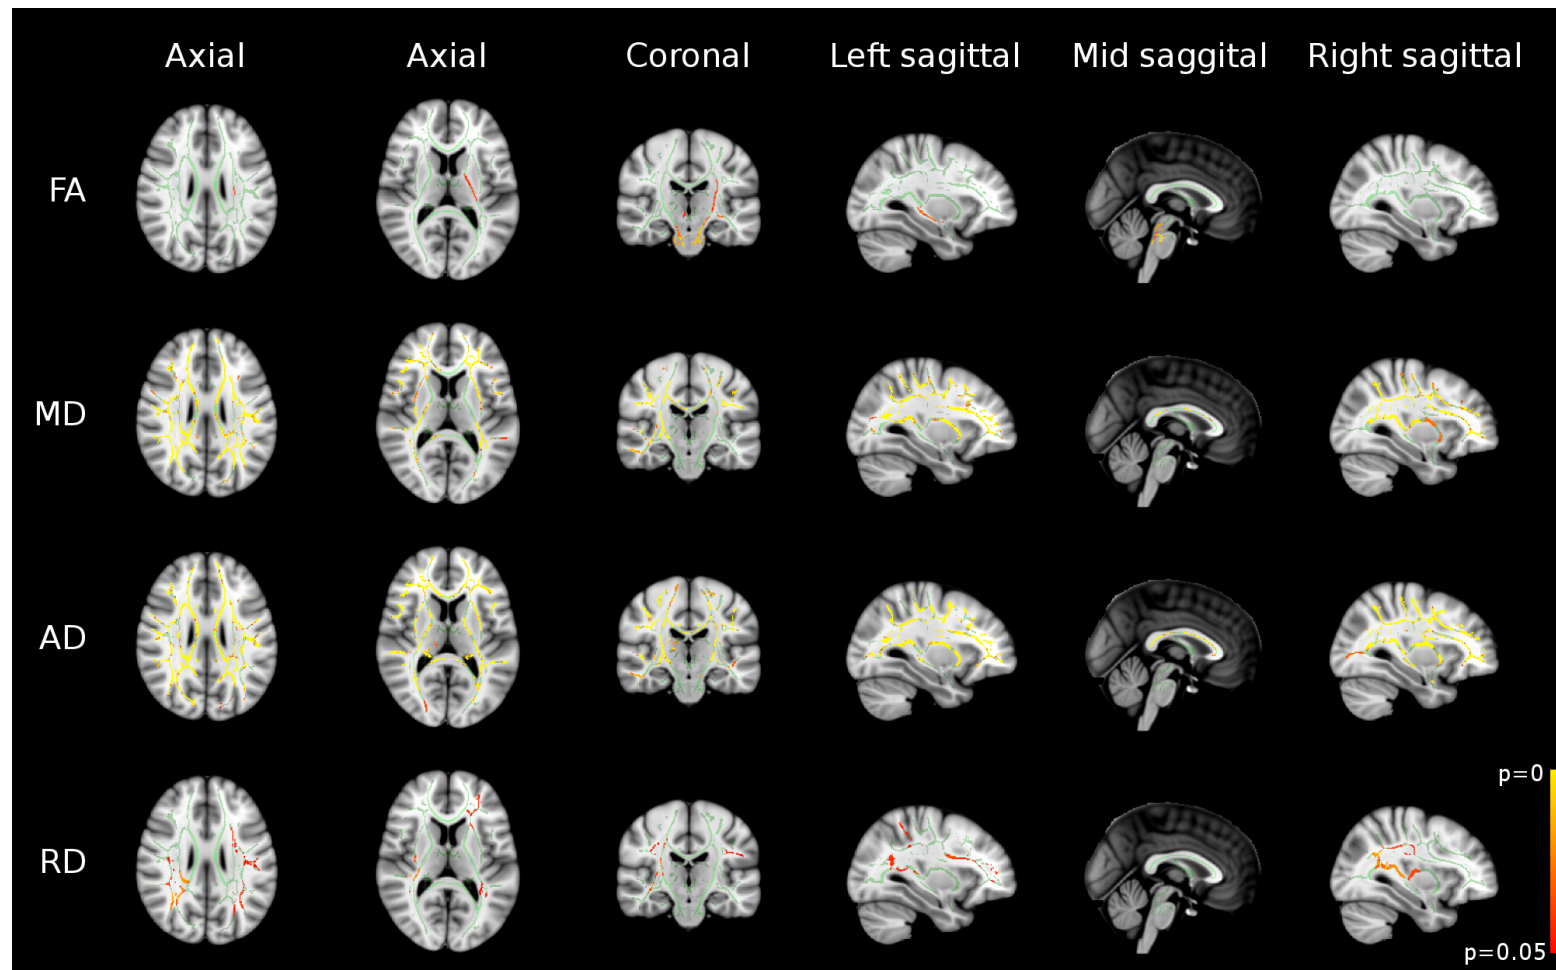 Axial Axial Coronal Left sagittal Mid saggital Right sagittal
FA
MD
AD
p=0
RD
p=0.05